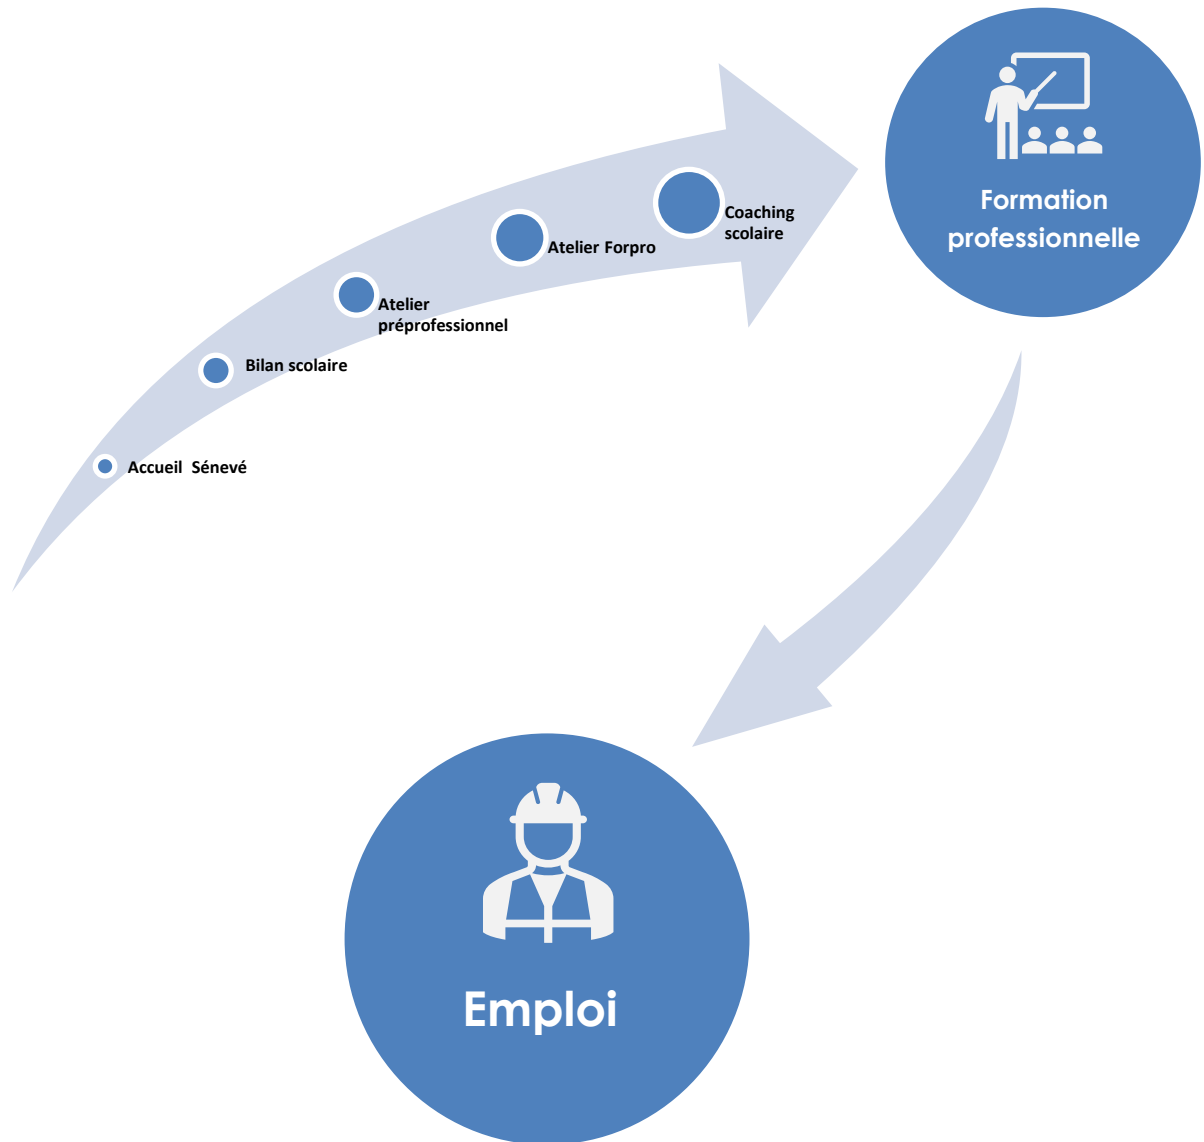 Accueil  Sénevé
Bilan scolaire
Atelier
préprofessionnel
Atelier Forpro
Coaching
scolaire
Formation
professionnelle
Emploi